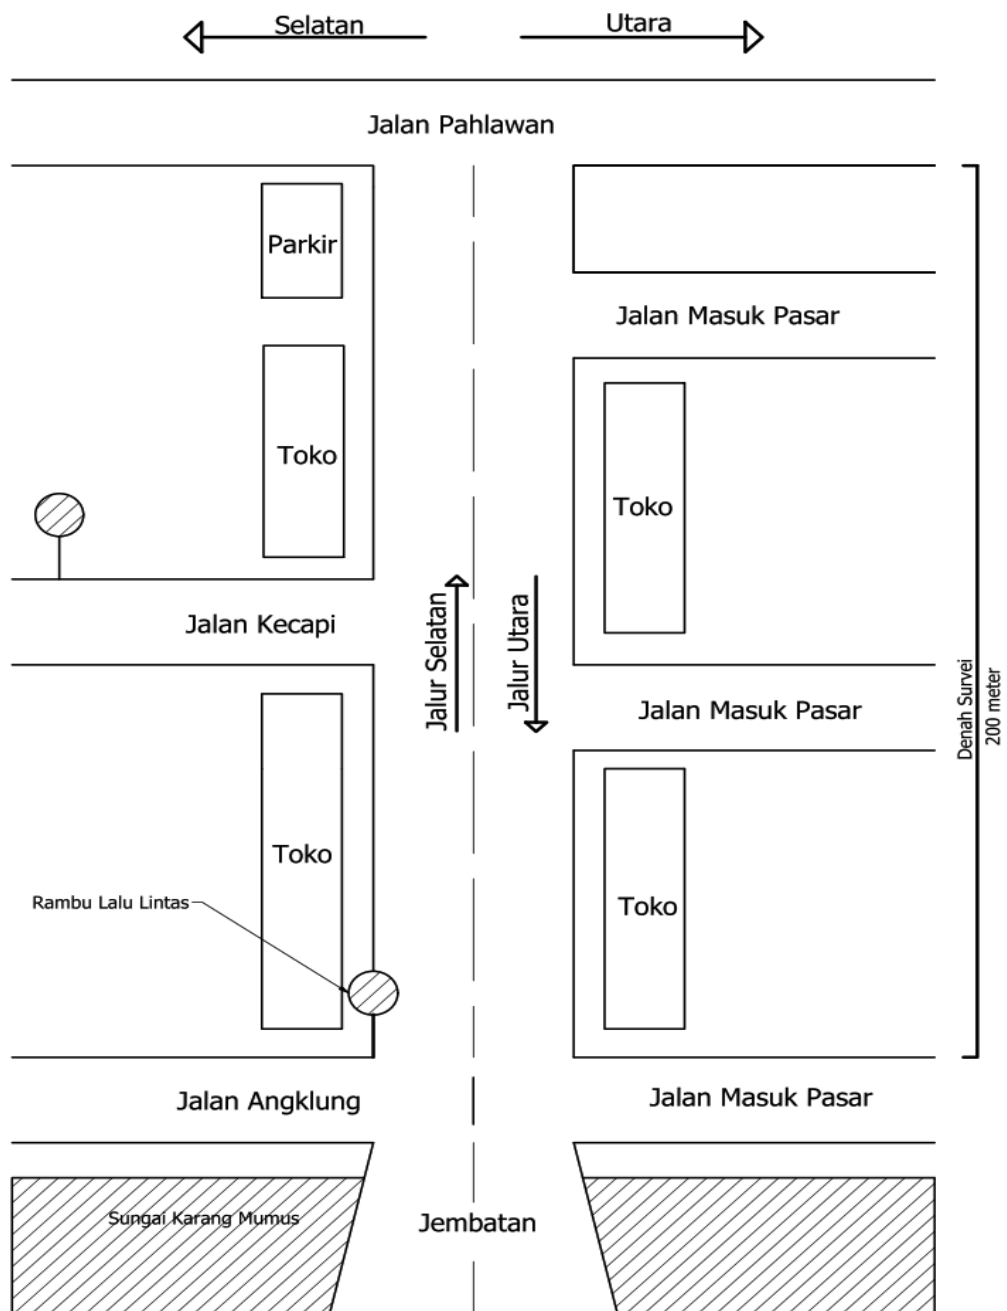 Selatan
Utara
Jalan Pahlawan
Parkir
Jalan Masuk Pasar
Toko
Toko
Jalan Kecapi
Jalur Selatan
Jalur Utara
Jalan Masuk Pasar
Denah Survei
200 meter
Toko
Rambu Lalu Lintas
Toko
Jalan Angklung
Jalan Masuk Pasar
Sungai Karang Mumus
Jembatan